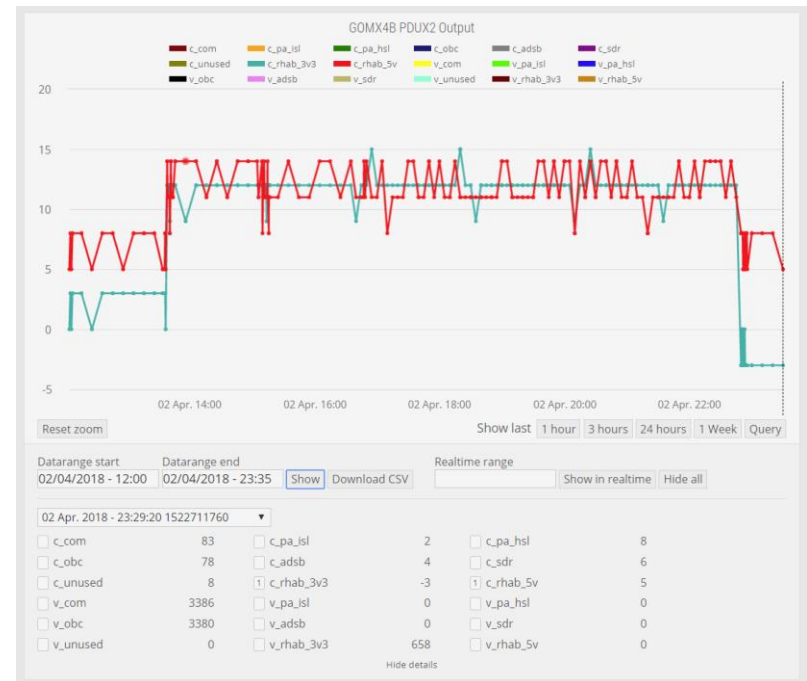 GOMX4B PDUX2 Output
c_com c_pa_isl c_pa_hsl c_obc c_adsb c_sdr
c_unused c_rhab_3v3 c_rhab_5v v_com v_pa_isl v_pa_hsl
v_obc v_adsb v_sdr v_unused v_rhab_3v3 v_rhab_5v
20
15
10
5
0
-5
02 Apr. 14:00 02 Apr. 16:00 02 Apr. 18:00 02 Apr. 20:00 02 Apr. 22:00
Reset zoom Show last 1 hour 3 hours 24 hours 1 Week Query
Datarange start Datarange end Realtime range
02/04/2018 - 12:00 02/04/2018 - 23:35 Show Download CSV Show in realtime Hide all
02 Apr. 2018 - 23:29:20 1522711760
c_com 83 c_pa_isl 2 c_pa_hsl 8
c_obc 78 c_adsb 4 c_sdr 6
c_unused 8 1 c_rhab_3v3 -3 1 c_rhab_5v 5
v_com 3386 v_pa_isl 0 v_pa_hsl 0
v_obc 3380 v_adsb 0 v_sdr 0
v_unused 0 v_rhab_3v3 658 v_rhab_5v 0
Hide details